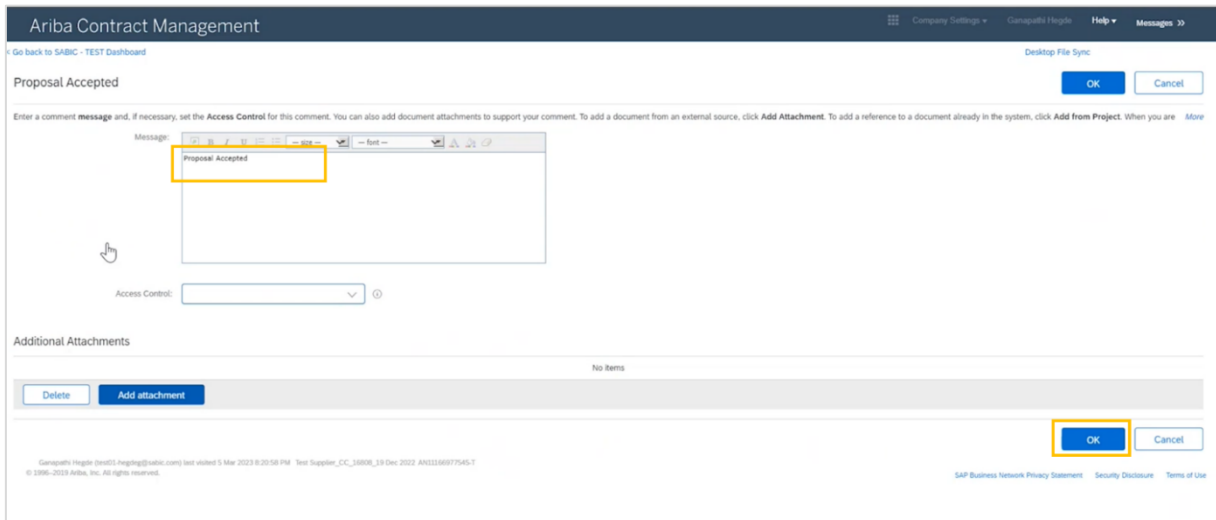 Ariba Contract Management
Company Settings
Ganapathi Hegde
Help
Messages
< Go back to SABIC - TEST Dashboard
Desktop File Sync
Proposal Accepted
OK
Cancel
Enter a comment message and, if necessary, set the Access Control for this comment. You can also add document attachments to support your comment. To add a document from an external source, click Add Attachment. To add a reference to a document already in the system, click Add from Project. When you are More
Message:
B I U -- size -- -- font --
Proposal Accepted
Access Control:
Additional Attachments
No items
Delete
Add attachment
OK
Cancel
Ganapathi Hegde (test01-hegdeg@sabic.com) last visited 5 Mar 2023 8:20:58 PM Test Supplier_CC_16808_19 Dec 2022 AN11166977545-T
© 1996–2019 Ariba, Inc. All rights reserved.
SAP Business Network Privacy Statement Security Disclosure Terms of Use